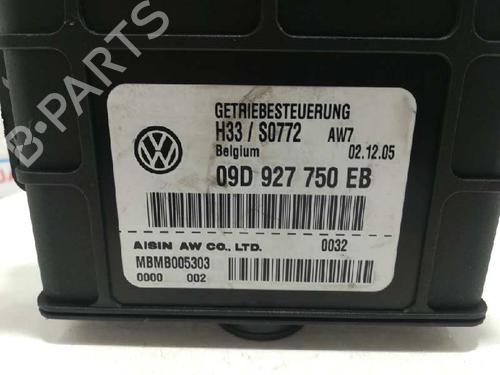 B-PARTS
GETRIEBESTEUERUNG
H33 / S0772 AW7
Belgium 02.12.05
09D 927 750 EB
AISIN AW CO., LTD. 0032
MBMB005303
0000 002